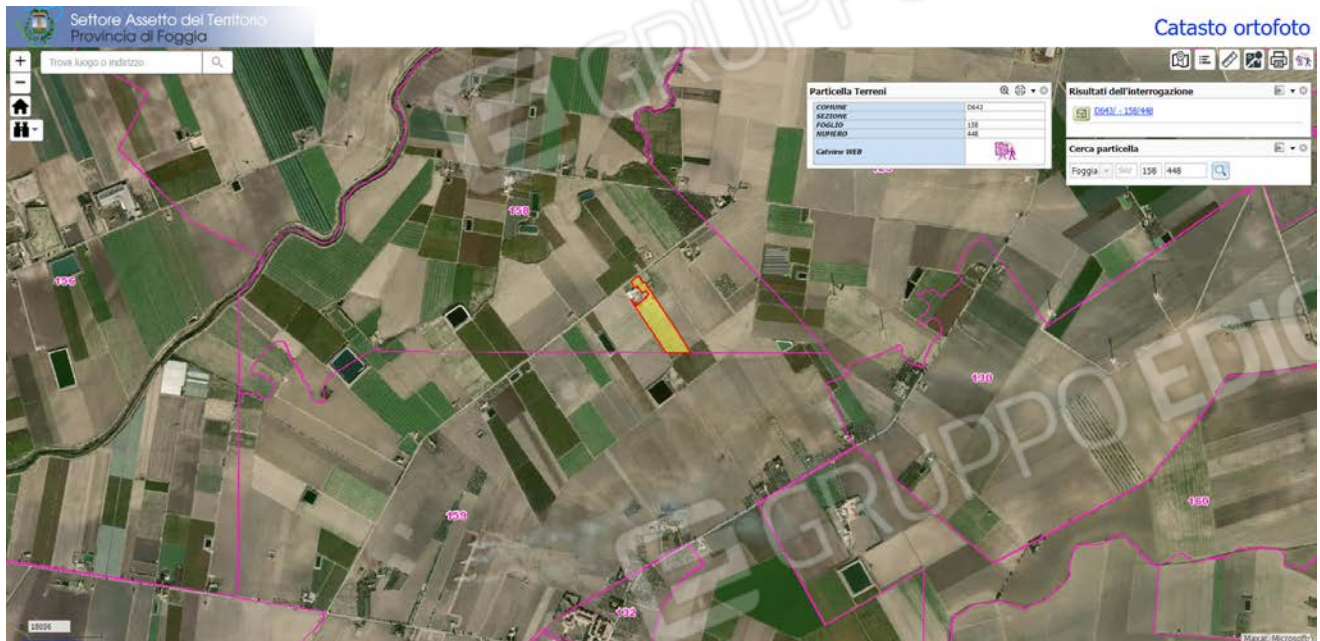 Settore Assetto del Territorio
Provincia di Foggia
Catasto ortofoto
+
Trova luogo o indirizzo
−
Particella Terreni
COMUNE D643
SEZIONE
FOGLIO 158
NUMERO 448
Catview WEB
Risultati dell'interrogazione
D643/ - 158/448
Cerca particella
Foggia Sez 158 448
158
156
130
159
160
132
18056
Maxar, Microsoft
GRUPPO EDIC
GRUPPO EDIC